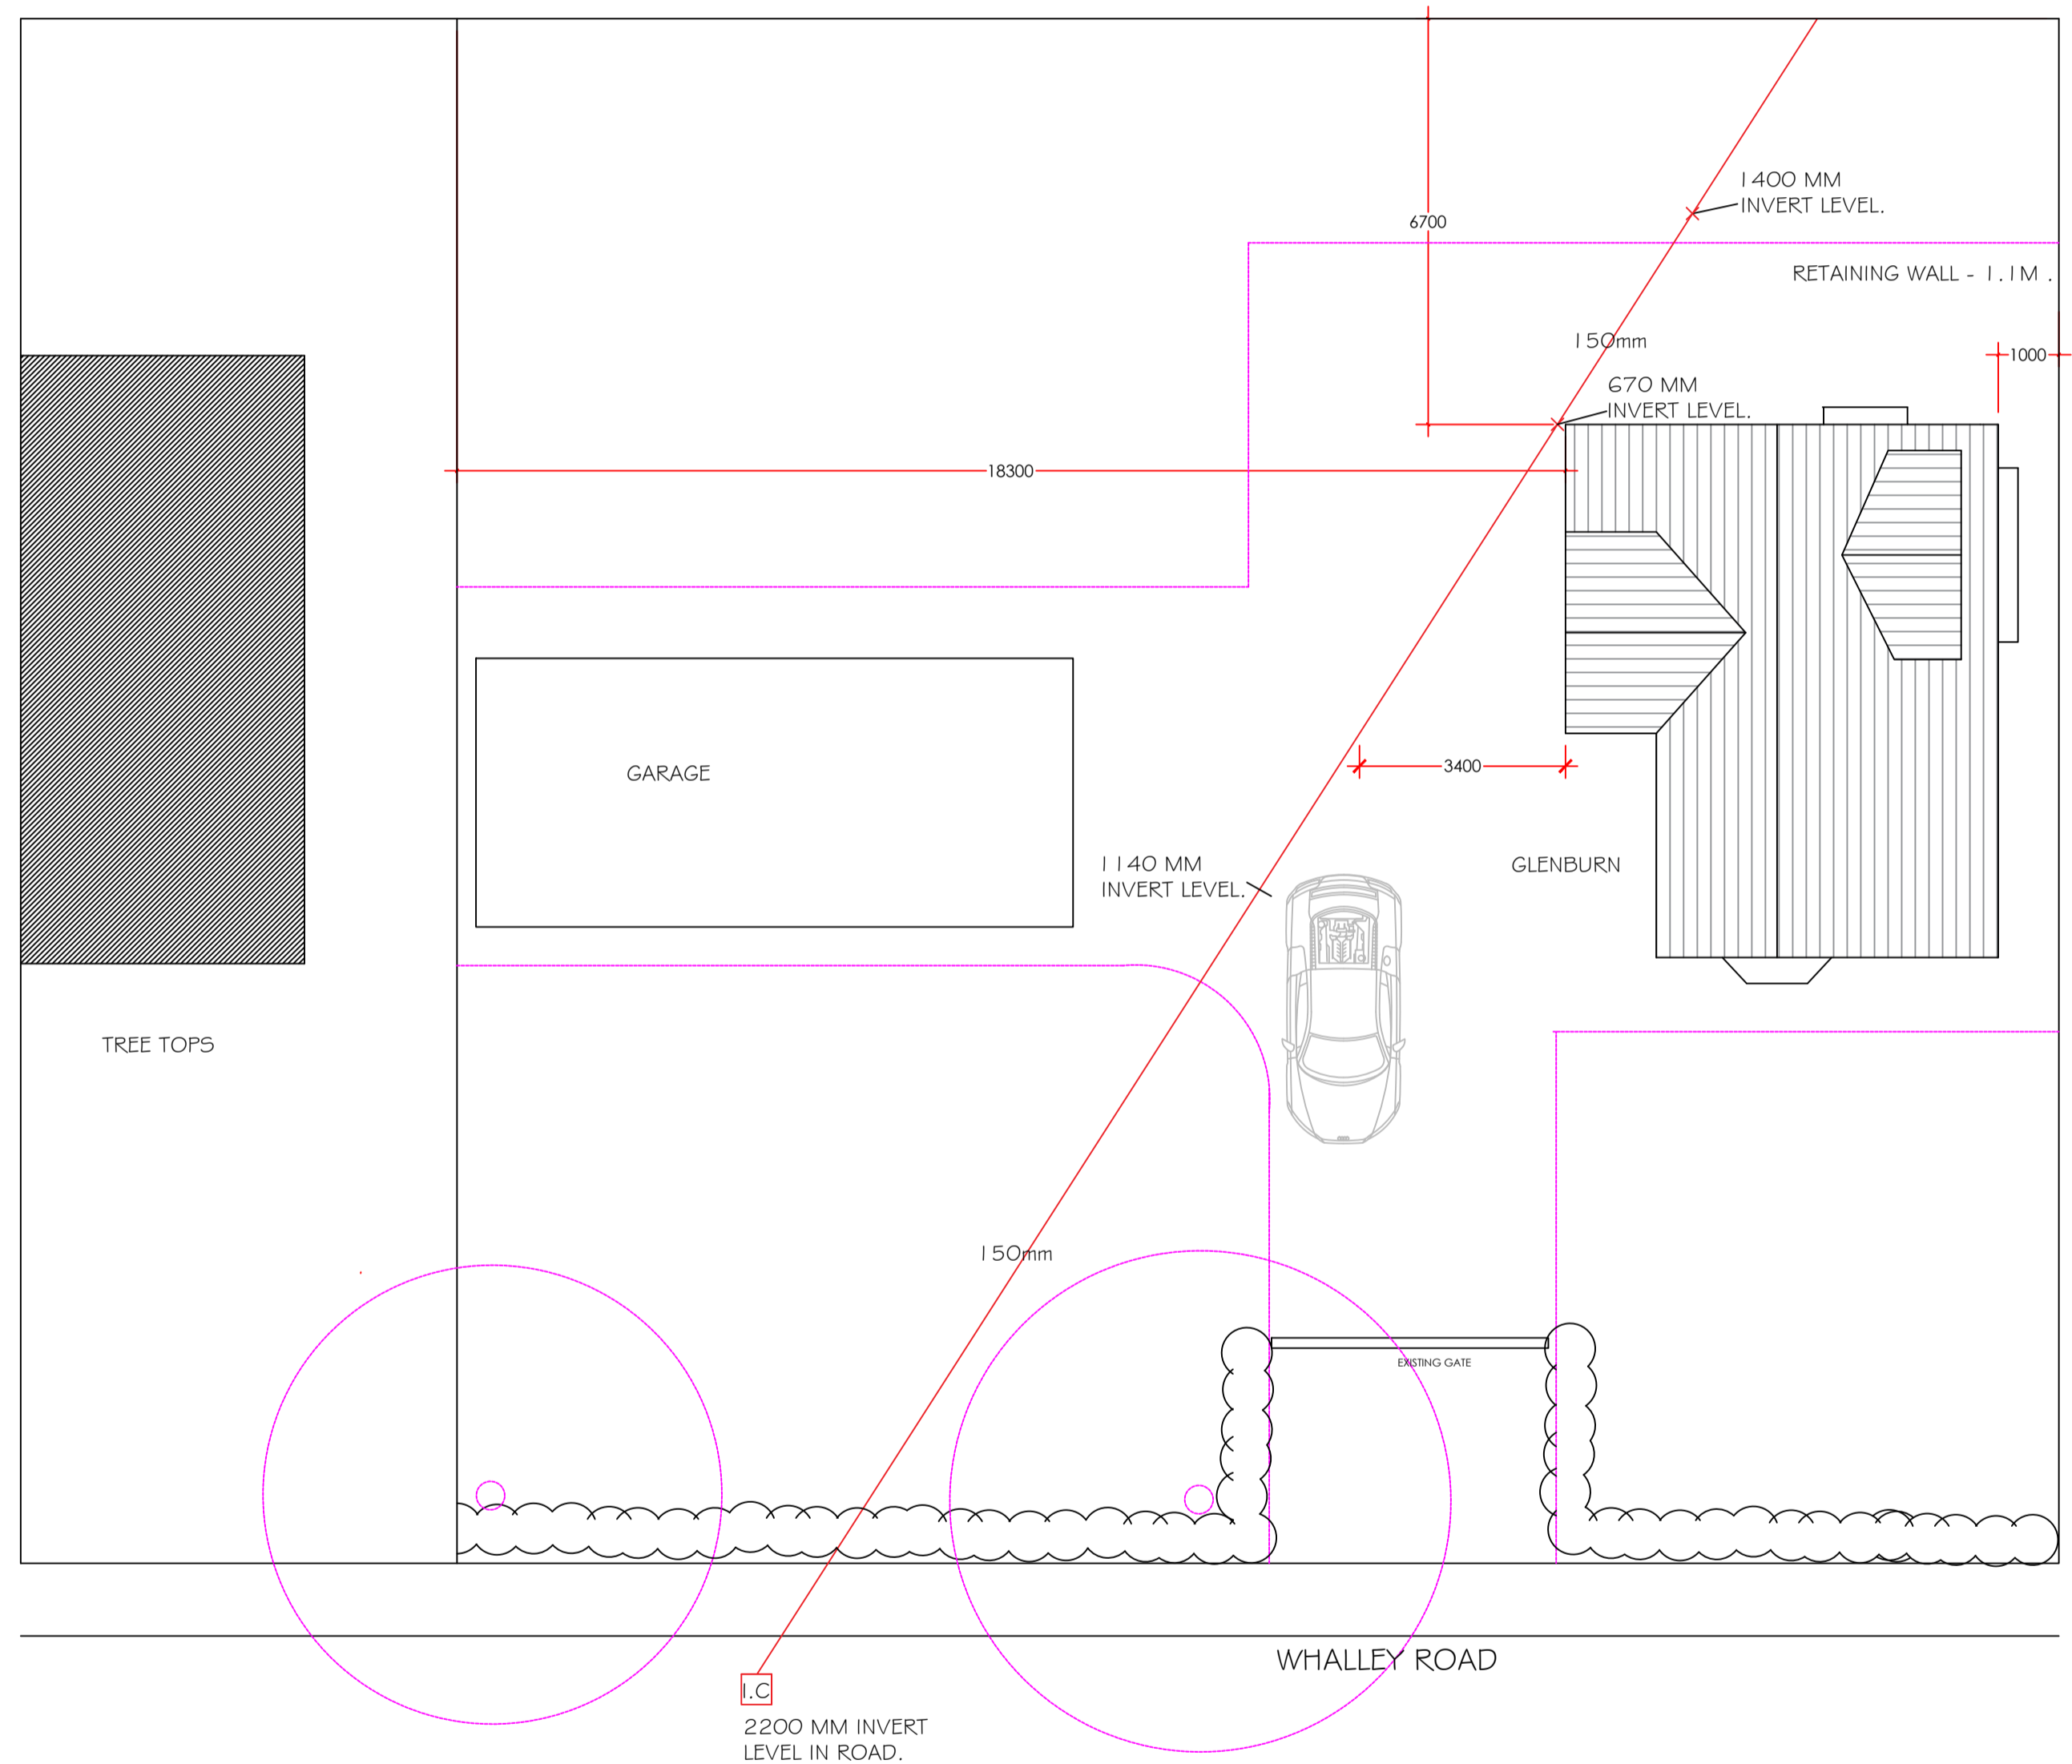 1400 MM
INVERT LEVEL.
6700
RETAINING WALL - 1.1M .
150mm
1000
670 MM
INVERT LEVEL.
18300
GARAGE
3400
1140 MM
INVERT LEVEL.
GLENBURN
TREE TOPS
150mm
EXISTING GATE
WHALLEY ROAD
I.C
2200 MM INVERT
LEVEL IN ROAD.